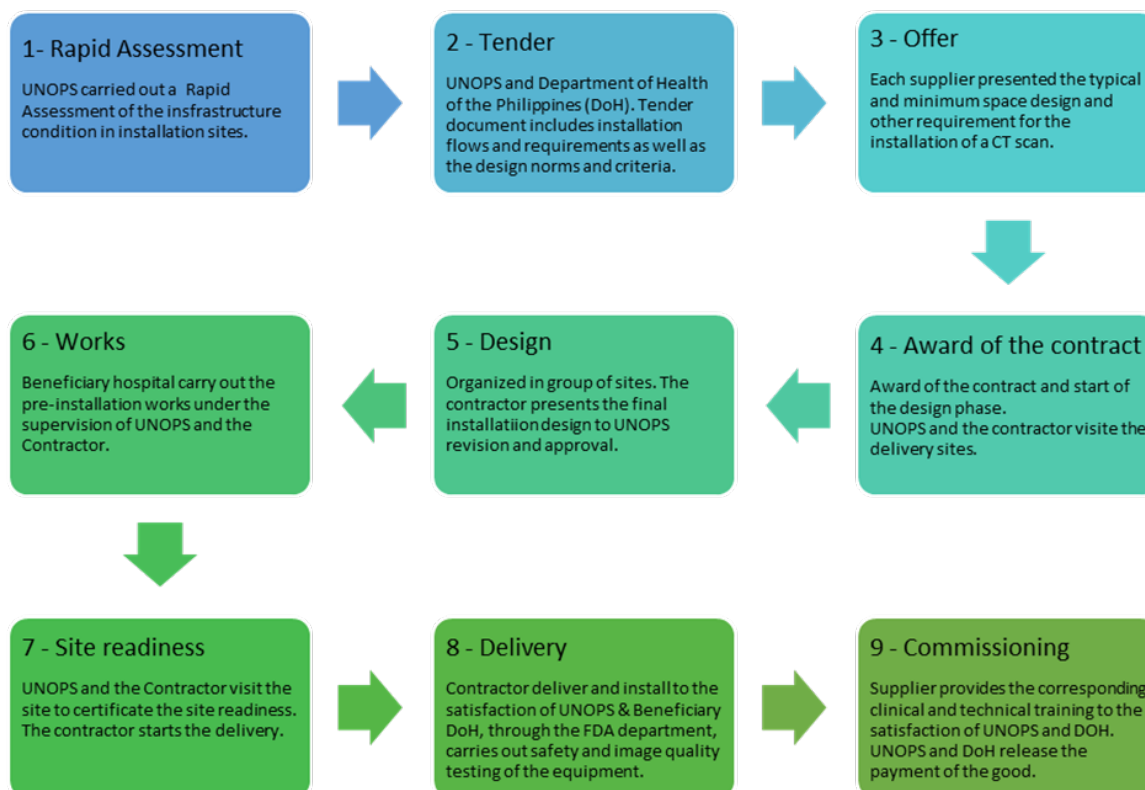 1- Rapid Assessment
UNOPS carried out a Rapid
Assessment of the insfrastructure
condition in installation sites.
2 - Tender
UNOPS and Department of Health
of the Philippines (DoH). Tender
document includes installation
flows and requirements as well as
the design norms and criteria.
3 - Offer
Each supplier presented the typical
and minimum space design and
other requirement for the
installation of a CT scan.
4 - Award of the contract
Award of the contract and start of
the design phase.
UNOPS and the contractor visite the
delivery sites.
5 - Design
Organized in group of sites. The
contractor presents the final
installatiion design to UNOPS
revision and approval.
6 - Works
Beneficiary hospital carry out the
pre-installation works under the
supervision of UNOPS and the
Contractor.
7 - Site readiness
UNOPS and the Contractor visit the
site to certificate the site readiness.
The contractor starts the delivery.
8 - Delivery
Contractor deliver and install to the
satisfaction of UNOPS & Beneficiary
DoH, through the FDA department,
carries out safety and image quality
testing of the equipment.
9 - Commissioning
Supplier provides the corresponding
clinical and technical training to the
satisfaction of UNOPS and DOH.
UNOPS and DoH release the
payment of the good.